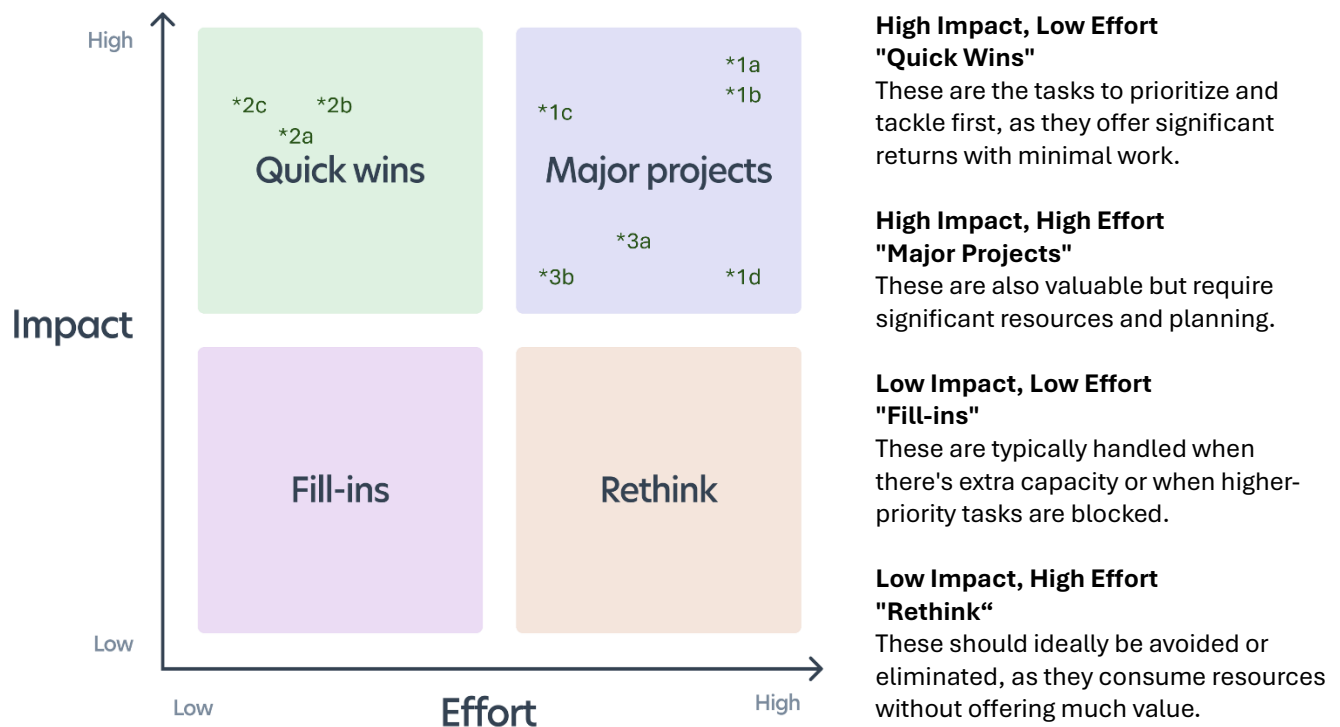 High
*1a
*1b
*2c
*2b
*1c
*2a
Quick wins
Major projects
*3a
*3b
*1d
Impact
Fill-ins
Rethink
Low
Low
Effort
High
High Impact, Low Effort
"Quick Wins"
These are the tasks to prioritize and
tackle first, as they offer significant
returns with minimal work.
High Impact, High Effort
"Major Projects"
These are also valuable but require
significant resources and planning.
Low Impact, Low Effort
"Fill-ins"
These are typically handled when
there's extra capacity or when higher-
priority tasks are blocked.
Low Impact, High Effort
"Rethink“
These should ideally be avoided or
eliminated, as they consume resources
without offering much value.